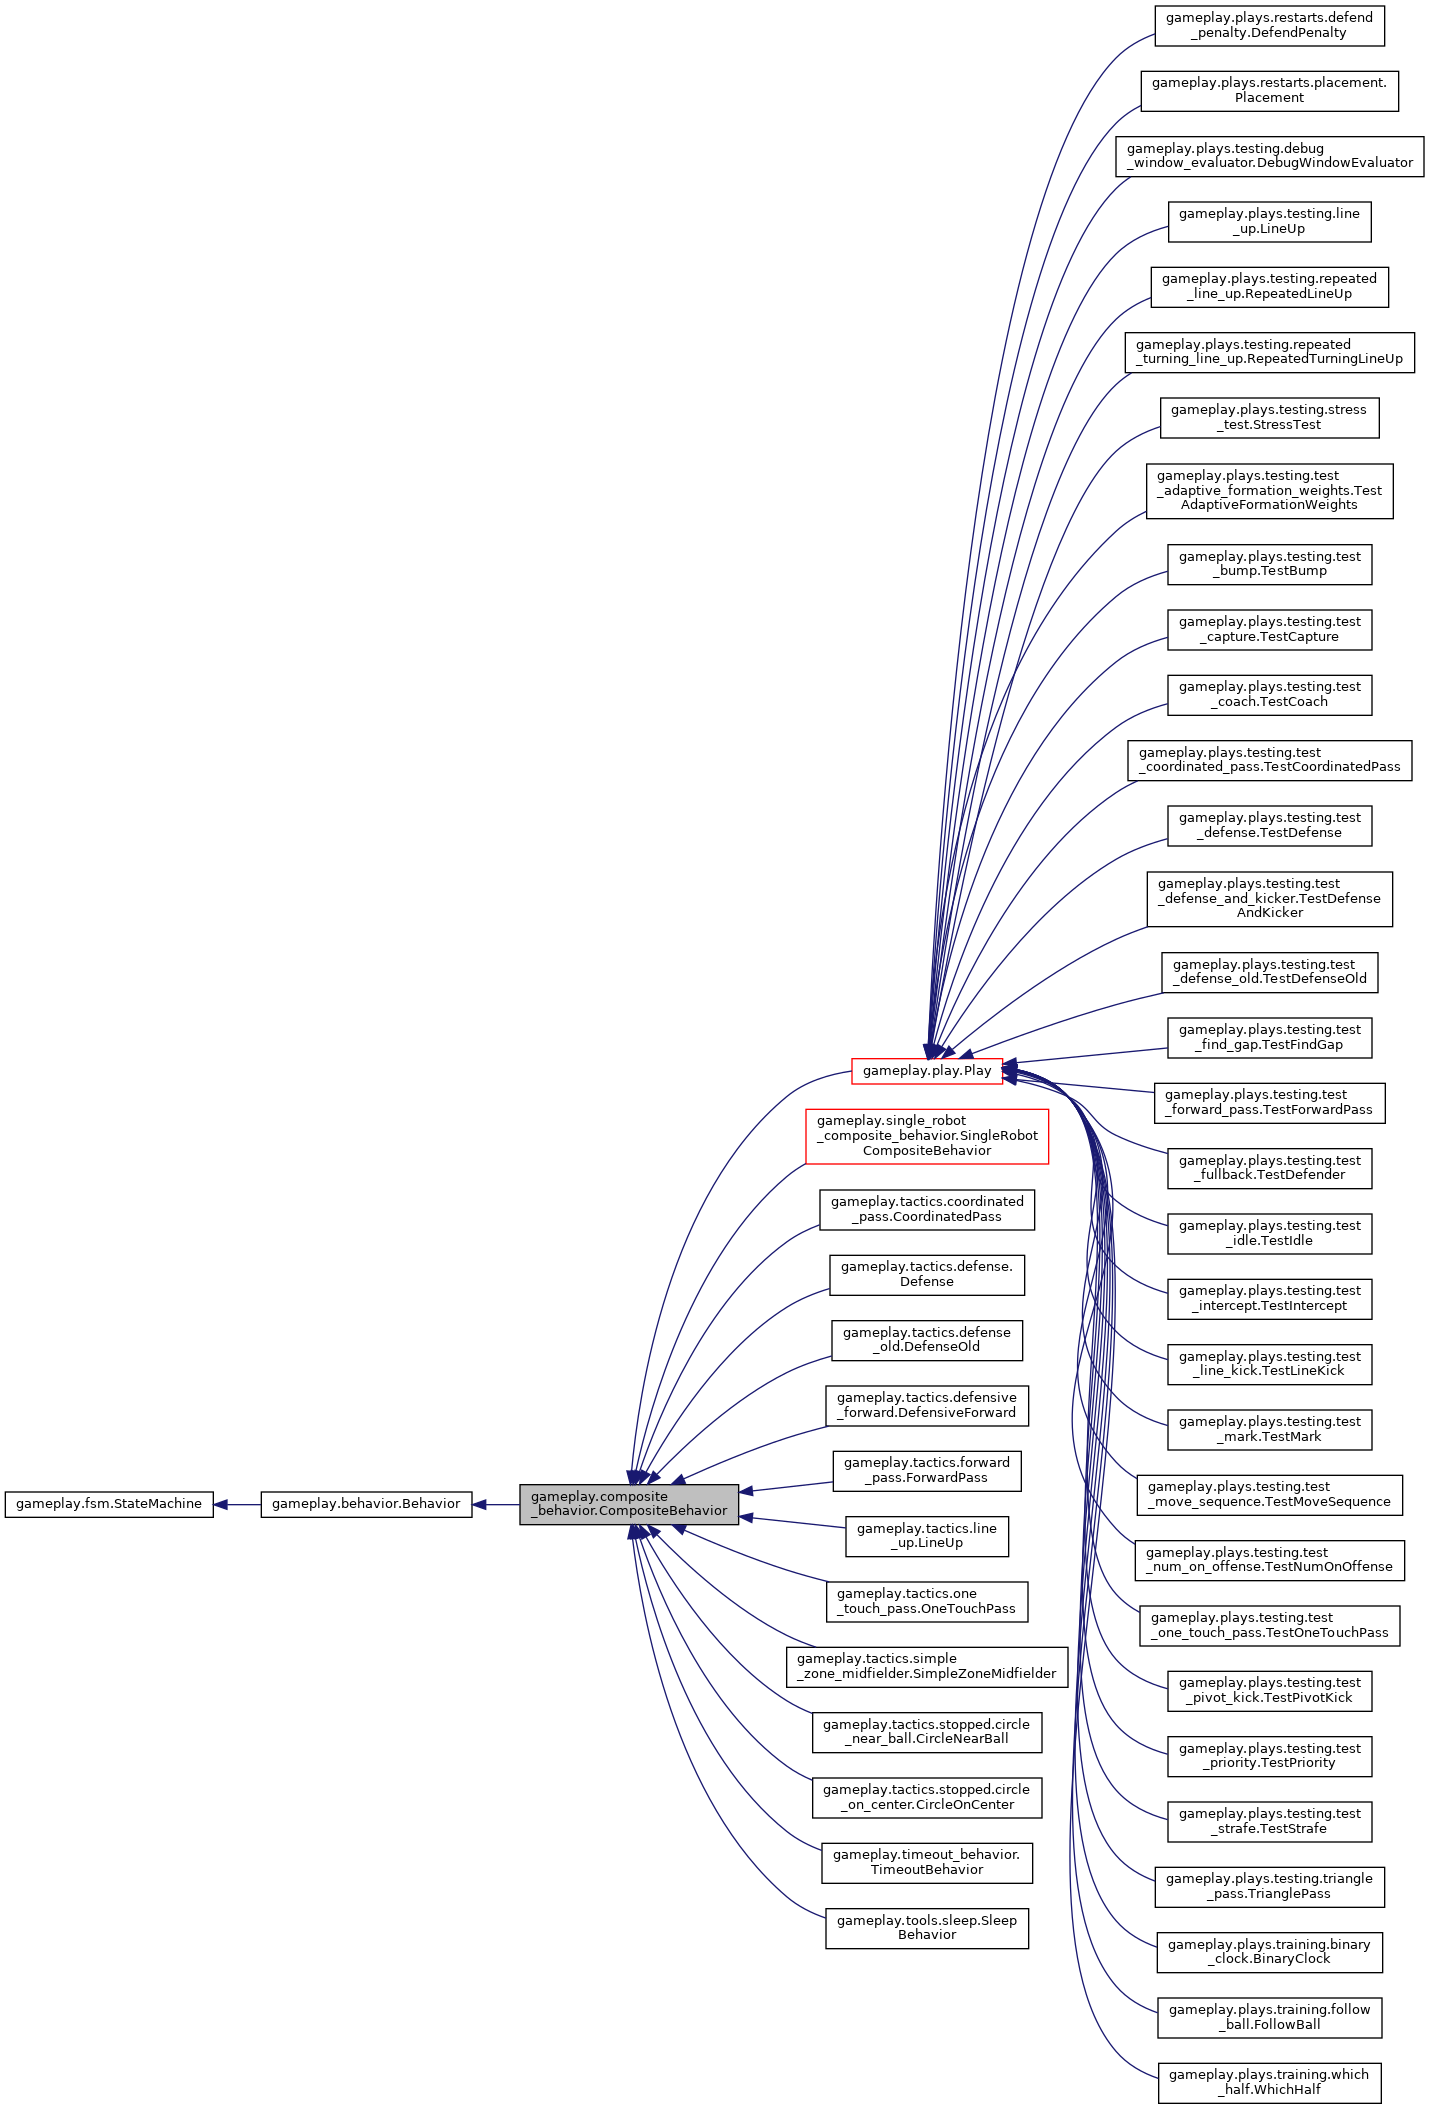 gameplay.fsm.StateMachine
gameplay.behavior.Behavior
gameplay.composite
_behavior.CompositeBehavior
gameplay.play.Play
gameplay.single_robot
_composite_behavior.SingleRobot
CompositeBehavior
gameplay.tactics.coordinated
_pass.CoordinatedPass
gameplay.tactics.defense.
Defense
gameplay.tactics.defense
_old.DefenseOld
gameplay.tactics.defensive
_forward.DefensiveForward
gameplay.tactics.forward
_pass.ForwardPass
gameplay.tactics.line
_up.LineUp
gameplay.tactics.one
_touch_pass.OneTouchPass
gameplay.tactics.simple
_zone_midfielder.SimpleZoneMidfielder
gameplay.tactics.stopped.circle
_near_ball.CircleNearBall
gameplay.tactics.stopped.circle
_on_center.CircleOnCenter
gameplay.timeout_behavior.
TimeoutBehavior
gameplay.tools.sleep.Sleep
Behavior
gameplay.plays.restarts.defend
_penalty.DefendPenalty
gameplay.plays.restarts.placement.
Placement
gameplay.plays.testing.debug
_window_evaluator.DebugWindowEvaluator
gameplay.plays.testing.line
_up.LineUp
gameplay.plays.testing.repeated
_line_up.RepeatedLineUp
gameplay.plays.testing.repeated
_turning_line_up.RepeatedTurningLineUp
gameplay.plays.testing.stress
_test.StressTest
gameplay.plays.testing.test
_adaptive_formation_weights.Test
AdaptiveFormationWeights
gameplay.plays.testing.test
_bump.TestBump
gameplay.plays.testing.test
_capture.TestCapture
gameplay.plays.testing.test
_coach.TestCoach
gameplay.plays.testing.test
_coordinated_pass.TestCoordinatedPass
gameplay.plays.testing.test
_defense.TestDefense
gameplay.plays.testing.test
_defense_and_kicker.TestDefense
AndKicker
gameplay.plays.testing.test
_defense_old.TestDefenseOld
gameplay.plays.testing.test
_find_gap.TestFindGap
gameplay.plays.testing.test
_forward_pass.TestForwardPass
gameplay.plays.testing.test
_fullback.TestDefender
gameplay.plays.testing.test
_idle.TestIdle
gameplay.plays.testing.test
_intercept.TestIntercept
gameplay.plays.testing.test
_line_kick.TestLineKick
gameplay.plays.testing.test
_mark.TestMark
gameplay.plays.testing.test
_move_sequence.TestMoveSequence
gameplay.plays.testing.test
_num_on_offense.TestNumOnOffense
gameplay.plays.testing.test
_one_touch_pass.TestOneTouchPass
gameplay.plays.testing.test
_pivot_kick.TestPivotKick
gameplay.plays.testing.test
_priority.TestPriority
gameplay.plays.testing.test
_strafe.TestStrafe
gameplay.plays.testing.triangle
_pass.TrianglePass
gameplay.plays.training.binary
_clock.BinaryClock
gameplay.plays.training.follow
_ball.FollowBall
gameplay.plays.training.which
_half.WhichHalf